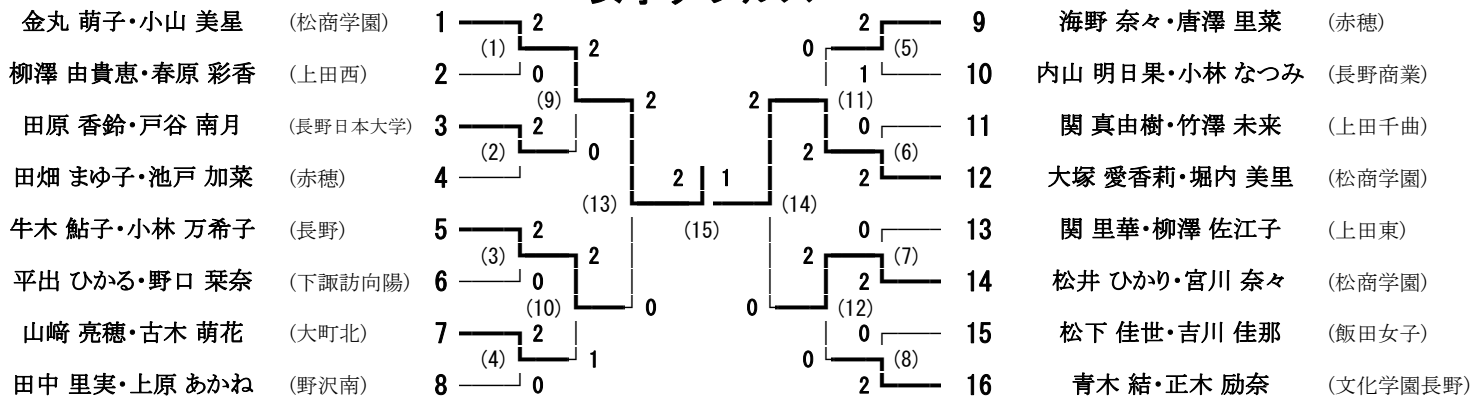 金丸 萌子・小山 美星 (松商学園) 1 2
(1) 2
柳澤 由貴恵・春原 彩香 (上田西) 2 0
(9) 2
田原 香鈴・戸谷 南月 (長野日本大学) 3 2
(2) 0
田畑 まゆ子・池戸 加菜 (赤穂) 4
(13) 2 1 (14)
(15)
牛木 鮎子・小林 万希子 (長野) 5 2
(3) 2
平出 ひかる・野口 栞奈 (下諏訪向陽) 6 0
(10) 0
山﨑 亮穂・古木 萌花 (大町北) 7 2
(4) 1
田中 里実・上原 あかね (野沢南) 8 0
2 9 海野 奈々・唐澤 里菜 (赤穂)
0 (5)
1 10 内山 明日果・小林 なつみ (長野商業)
2 (11)
0 11 関 真由樹・竹澤 未来 (上田千曲)
2 (6)
2 12 大塚 愛香莉・堀内 美里 (松商学園)
0 13 関 里華・柳澤 佐江子 (上田東)
2 (7)
2 14 松井 ひかり・宮川 奈々 (松商学園)
0 (12)
0 15 松下 佳世・吉川 佳那 (飯田女子)
0 (8)
2 16 青木 結・正木 励奈 (文化学園長野)